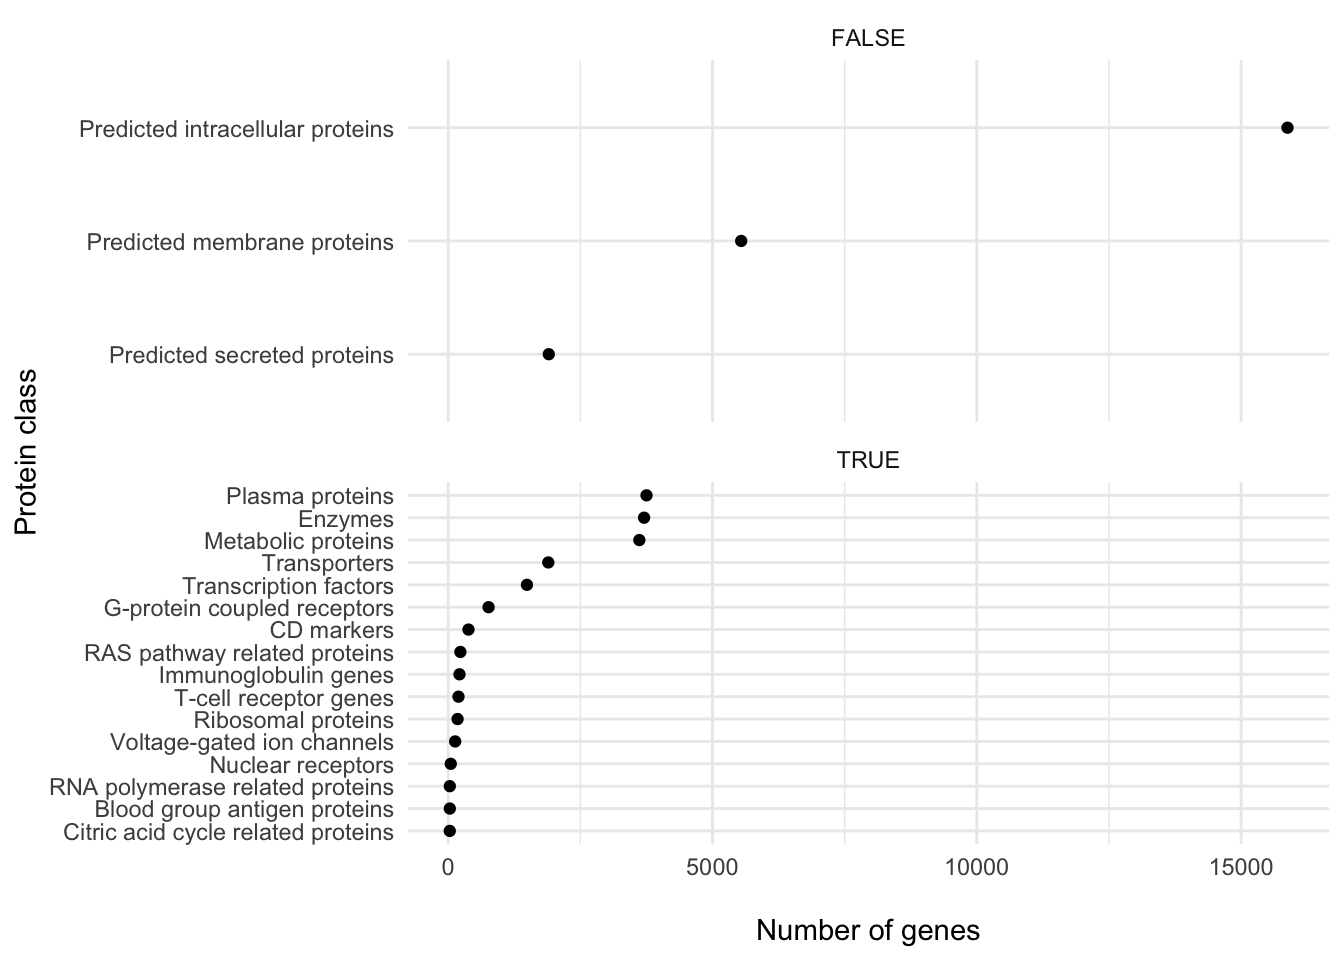 FALSE
Predicted intracellular proteins
Predicted membrane proteins
Predicted secreted proteins
Protein class
TRUE
Plasma proteins
Enzymes
Metabolic proteins
Transporters
Transcription factors
G-protein coupled receptors
CD markers
RAS pathway related proteins
Immunoglobulin genes
T-cell receptor genes
Ribosomal proteins
Voltage-gated ion channels
Nuclear receptors
RNA polymerase related proteins
Blood group antigen proteins
Citric acid cycle related proteins
0 5000 10000 15000
Number of genes